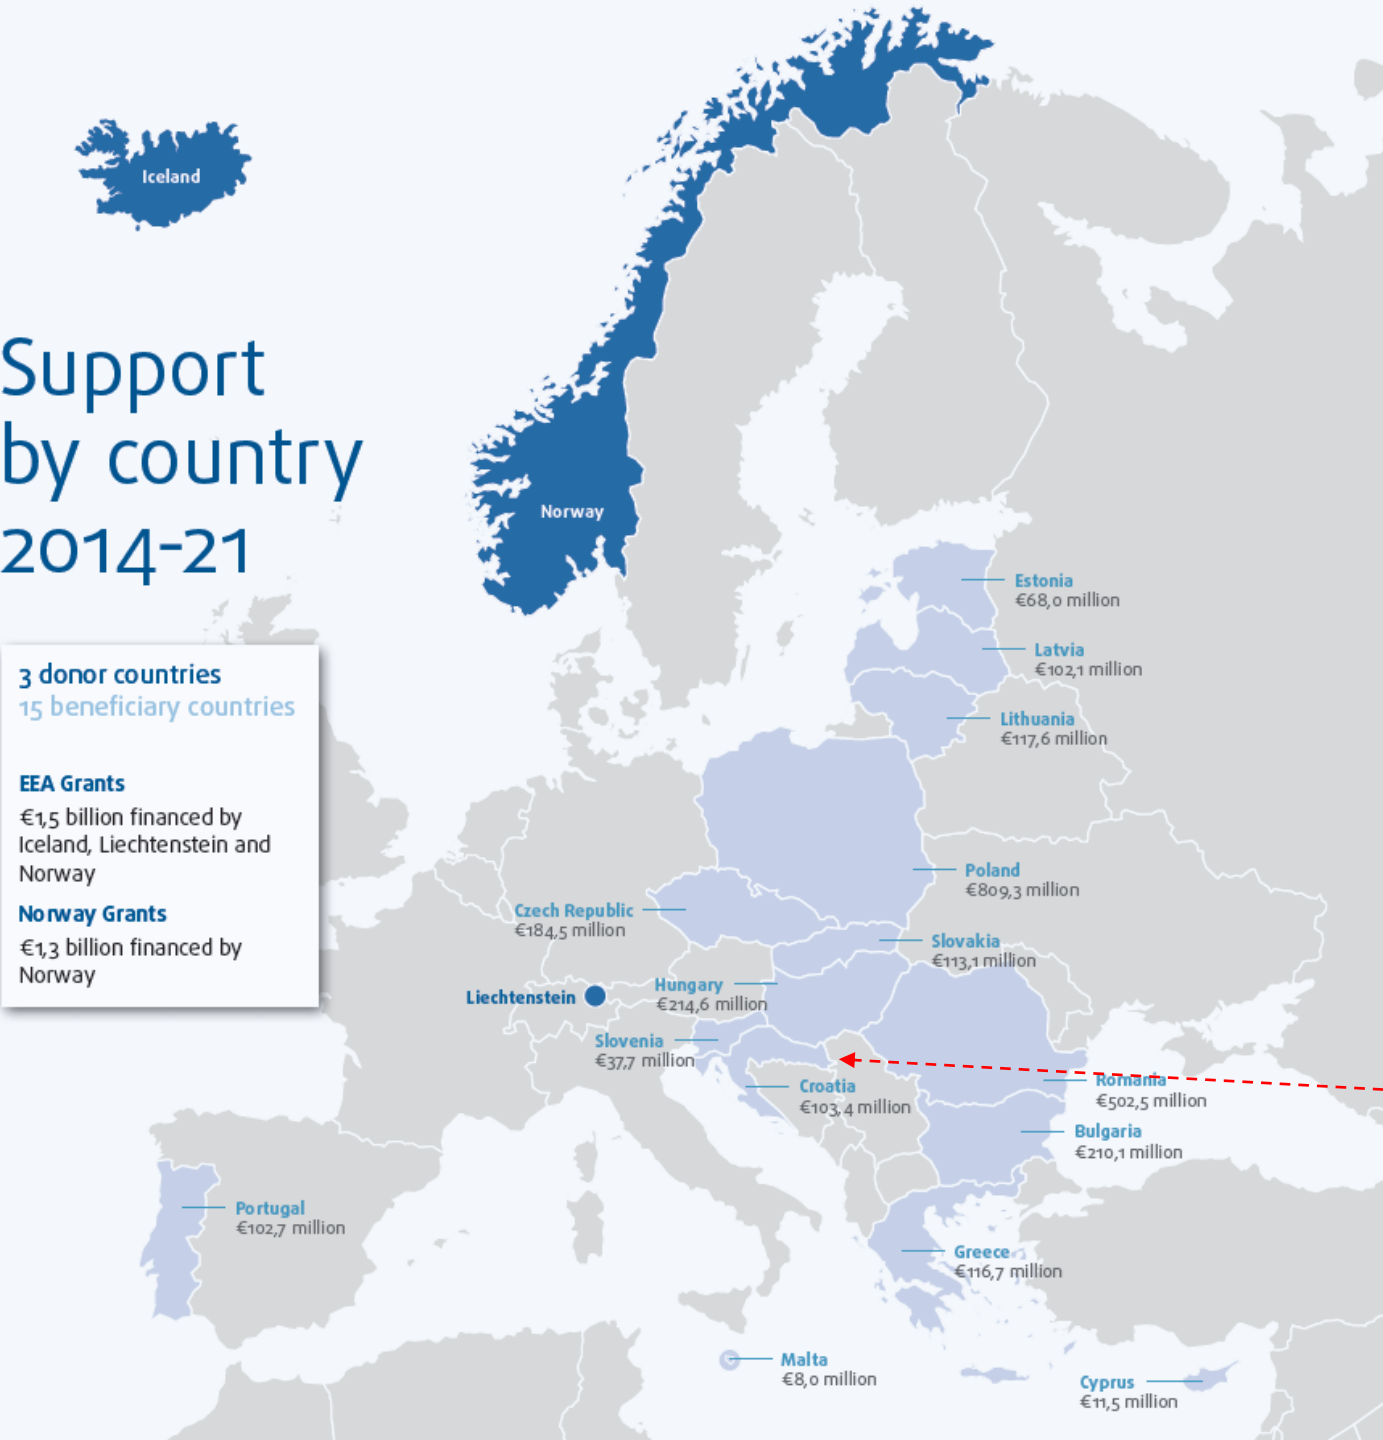 Iceland
Support
by country
2014-21
Norway
3 donor countries
15 beneficiary countries
EEA Grants
€1,5 billion financed by
Iceland, Liechtenstein and
Norway
Norway Grants
€1,3 billion financed by
Norway
Estonia
€68,0 million
Latvia
€102,1 million
Lithuania
€117,6 million
Poland
€809,3 million
Czech Republic
€184,5 million
Slovakia
€113,1 million
Hungary
€214,6 million
Liechtenstein
Slovenia
€37,7 million
Croatia
€103,4 million
Romania
€502,5 million
Bulgaria
€210,1 million
Portugal
€102,7 million
Greece
€116,7 million
Malta
€8,0 million
Cyprus
€11,5 million